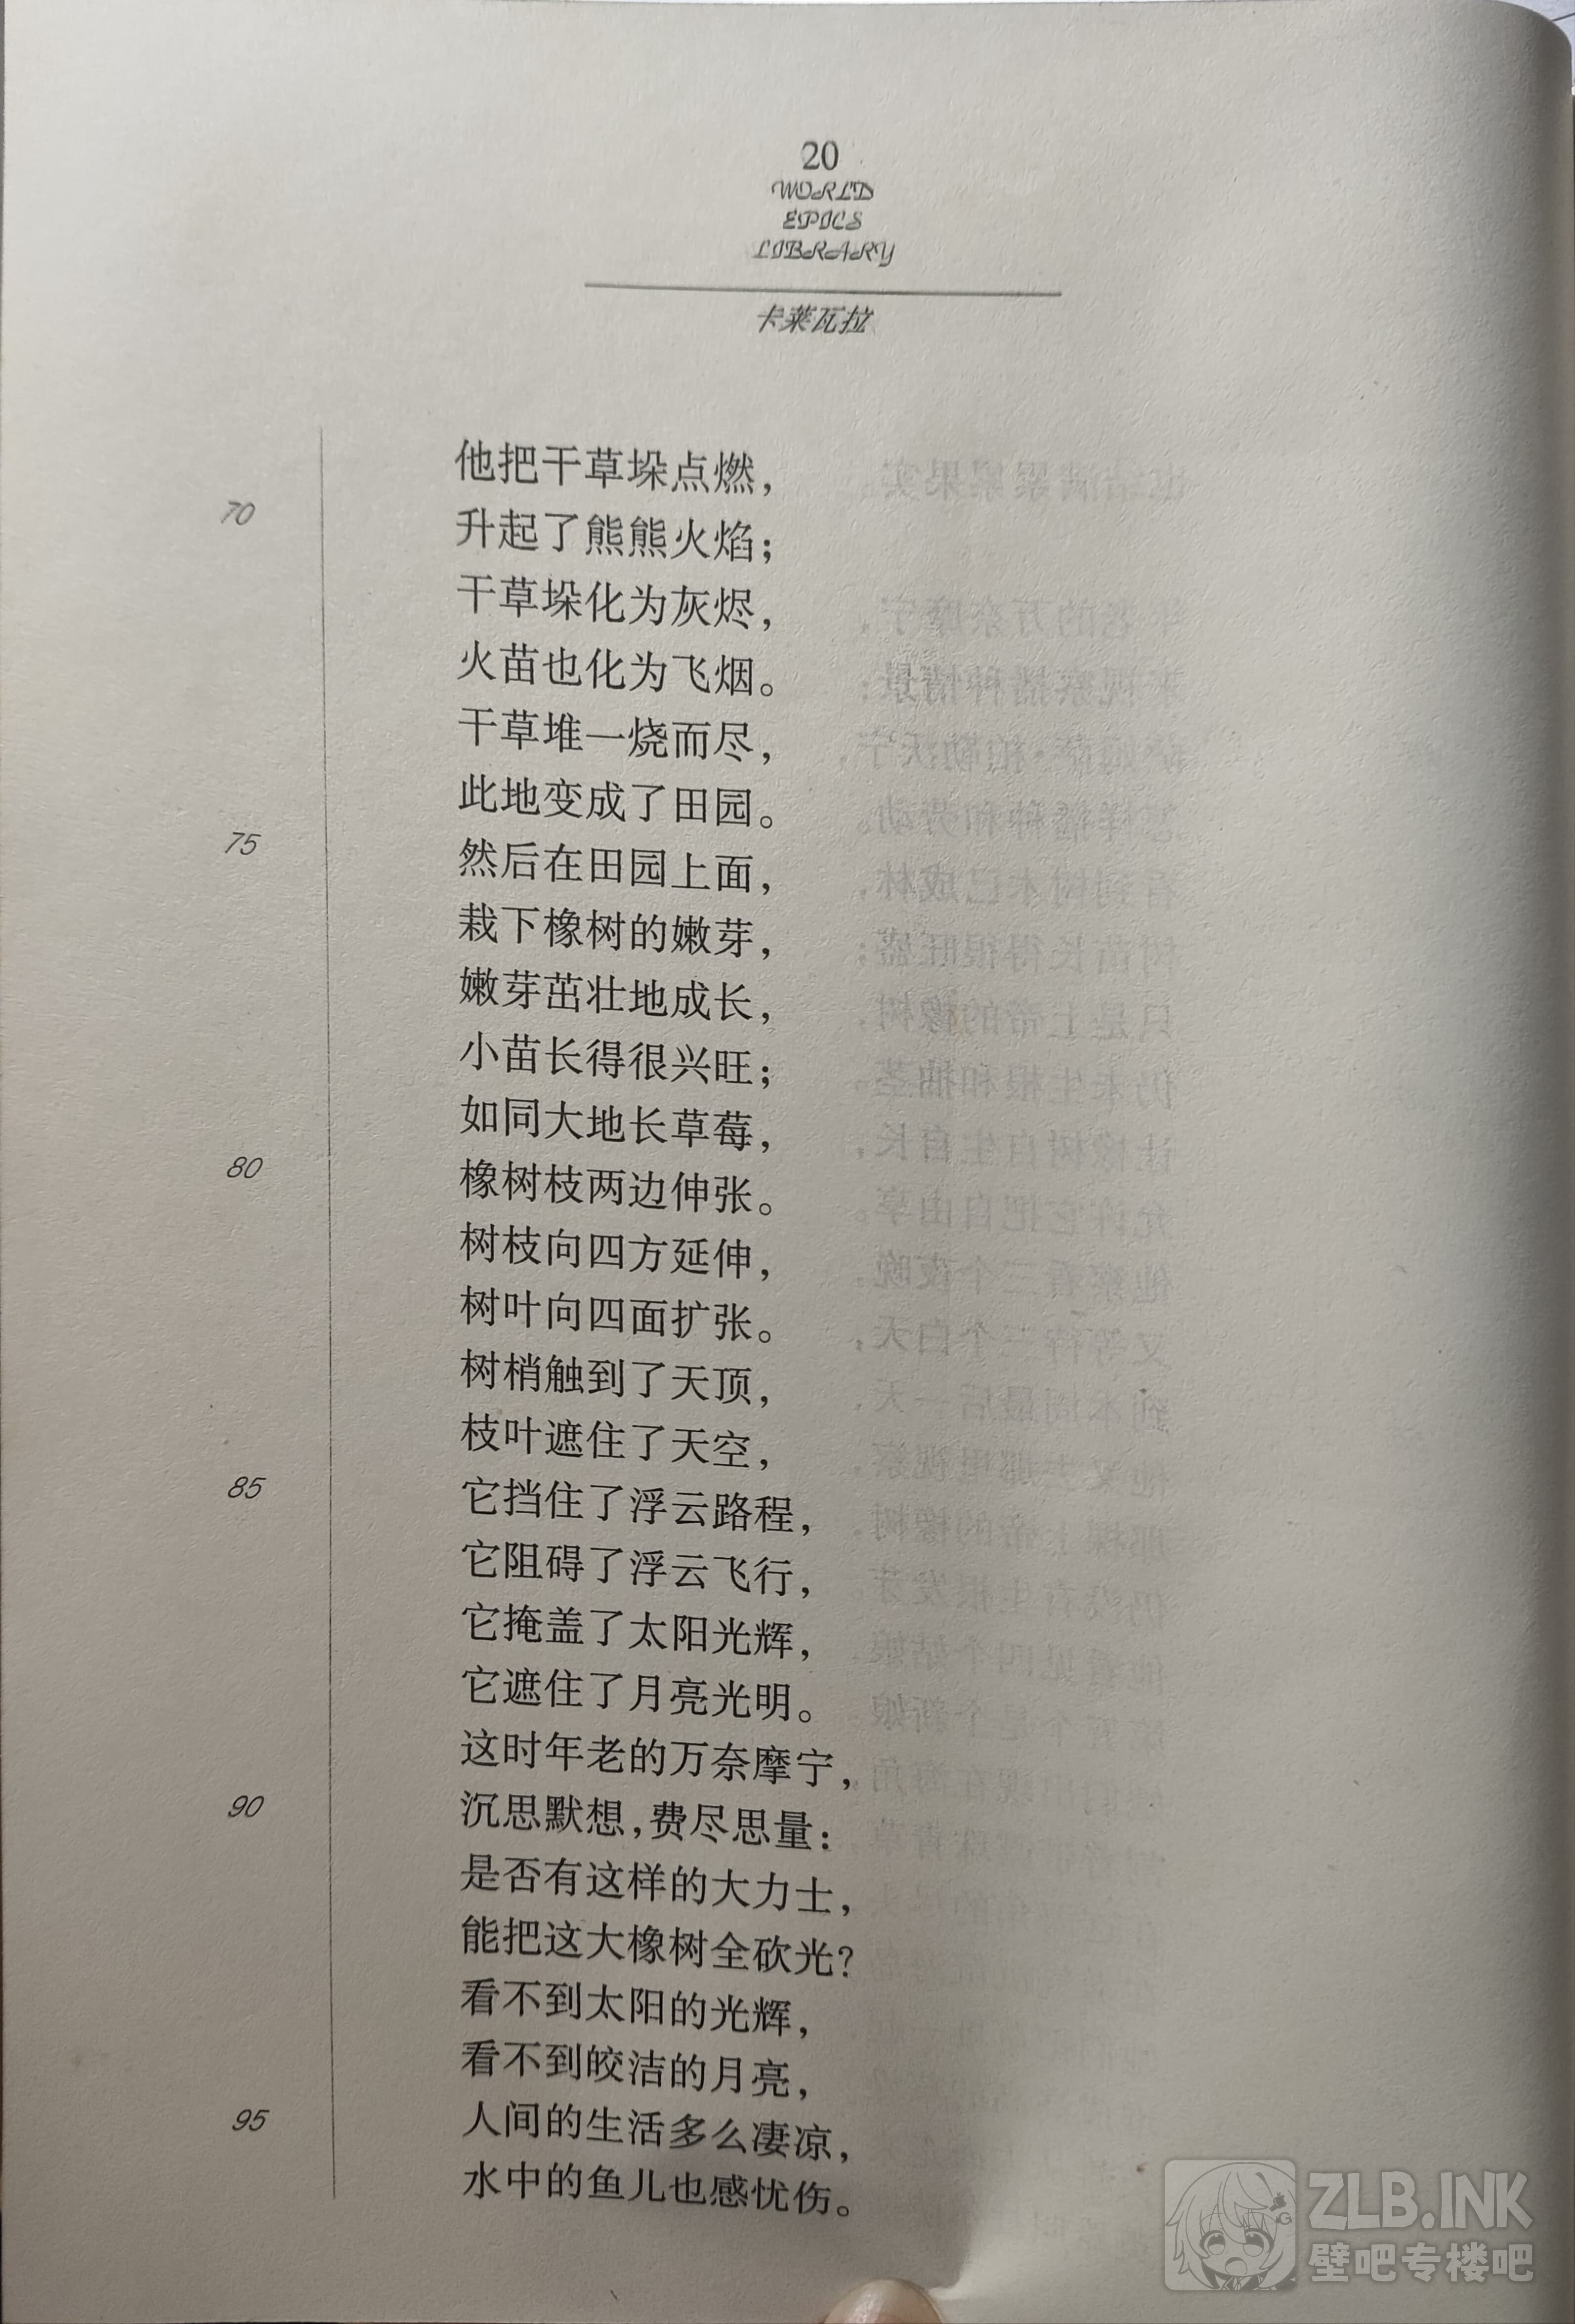 20
WORLD
EPICS
LIBRARY
卡莱瓦拉
他把干草垛点燃，
70 升起了熊熊火焰；
干草垛化为灰烬，
火苗也化为飞烟。
干草堆一烧而尽，
此地变成了田园。
75 然后在田园上面，
栽下橡树的嫩芽，
嫩芽茁壮地成长，
小苗长得很兴旺；
如同大地长草莓，
80 橡树枝两边伸张。
树枝向四方延伸，
树叶向四面扩张。
树梢触到了天顶，
枝叶遮住了天空，
85 它挡住了浮云路程，
它阻碍了浮云飞行，
它掩盖了太阳光辉，
它遮住了月亮光明。
这时年老的万奈摩宁，
90 沉思默想，费尽思量：
是否有这样的大力士，
能把这大橡树全砍光？
看不到太阳的光辉，
看不到皎洁的月亮，
95 人间的生活多么凄凉，
水中的鱼儿也感忧伤。
ZLB.INK
壁吧专楼吧